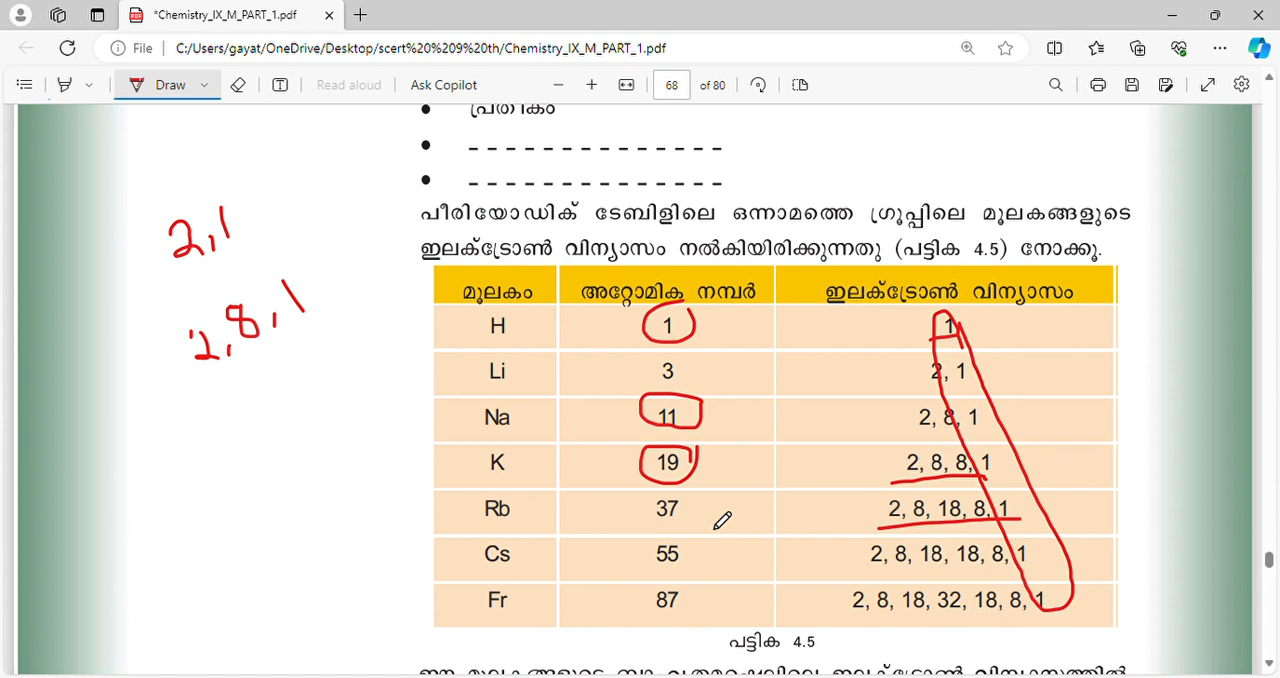 *Chemistry_IX_M_PART_1.pdf
File C:/Users/gayat/OneDrive/Desktop/scert%20%209%20th/Chemistry_IX_M_PART_1.pdf
Draw Read aloud Ask Copilot 68 of 80
• പ്രതീകം
• – – – – – – – – – – – – – –
• – – – – – – – – – – – – – –
പീരിയോഡിക് ടേബിളിലെ ഒന്നാമത്തെ ഗ്രൂപ്പിലെ മൂലകങ്ങളുടെ
ഇലക്ട്രോൺ വിന്യാസം നൽകിയിരിക്കുന്നതു (പട്ടിക 4.5) നോക്കൂ.
2,1
2,8,1
മൂലകം അറ്റോമിക നമ്പർ ഇലക്ട്രോൺ വിന്യാസം
H 1 1
Li 3 2, 1
Na 11 2, 8, 1
K 19 2, 8, 8, 1
Rb 37 2, 8, 18, 8, 1
Cs 55 2, 8, 18, 18, 8, 1
Fr 87 2, 8, 18, 32, 18, 8, 1
പട്ടിക 4.5